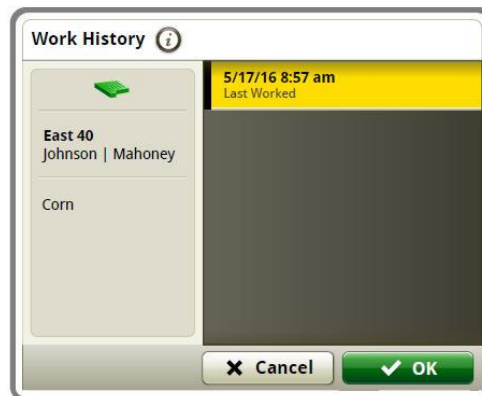 Work History i
East 40
Johnson | Mahoney
Corn
5/17/16 8:57 am
Last Worked
Cancel
OK